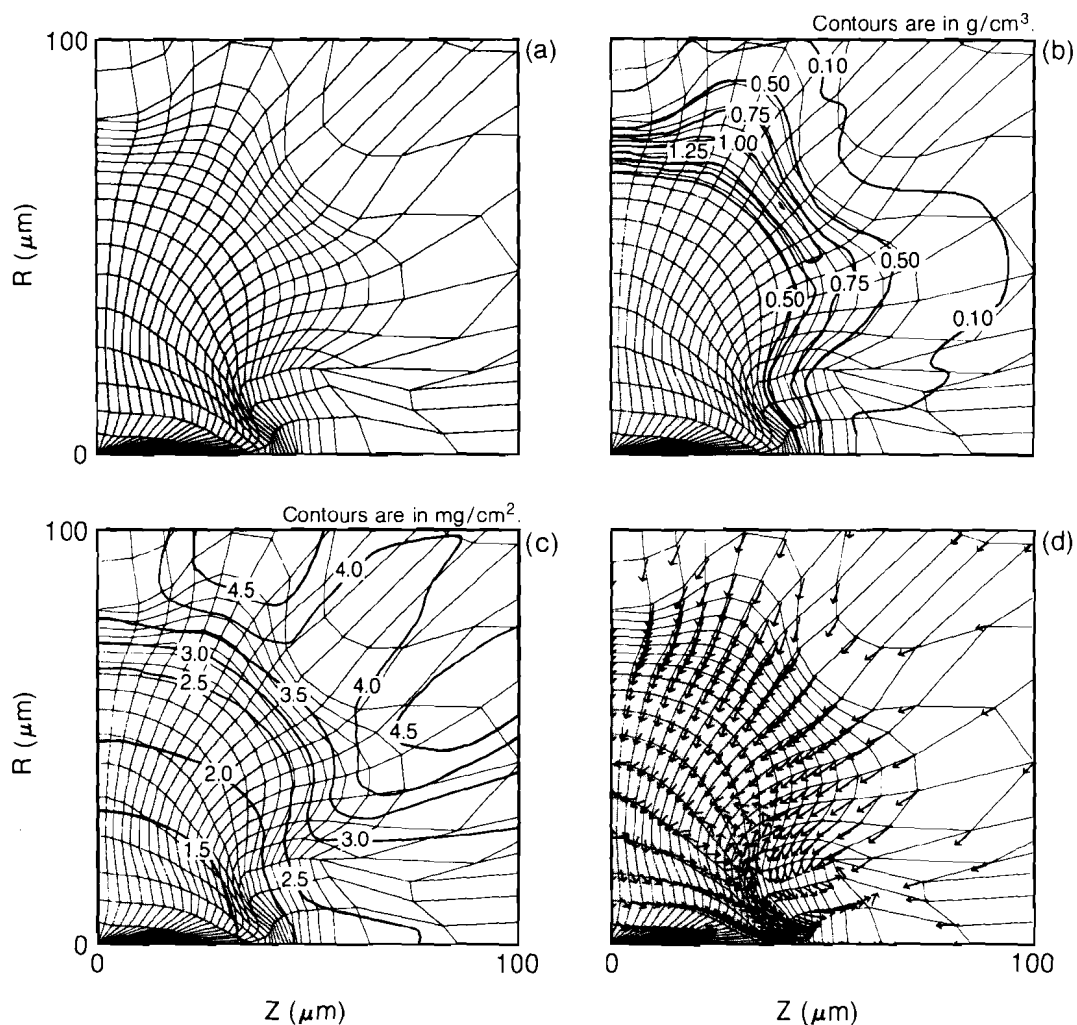 Contours are in g/cm³.
100
(a)
R (μm)
0
(b)
0.10
0.50
0.75
1.00
1.25
0.50
0.75
0.50
0.10
Contours are in mg/cm².
100
(c)
4.5
4.0
3.0
2.5
3.5
4.0
4.5
2.0
1.5
3.0
2.5
R (μm)
0
0
100
Z (μm)
(d)
0
100
Z (μm)